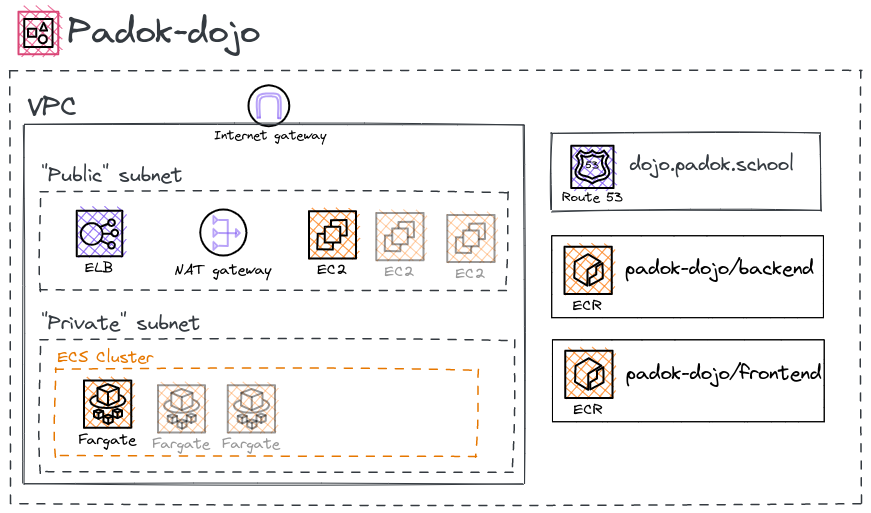 Padok-dojo
VPC
Internet gateway
"Public" subnet
ELB
NAT gateway
EC2
EC2
EC2
"Private" subnet
ECS Cluster
Fargate
Fargate
Fargate
53
Route 53
dojo.padok.school
ECR
padok-dojo/backend
ECR
padok-dojo/frontend